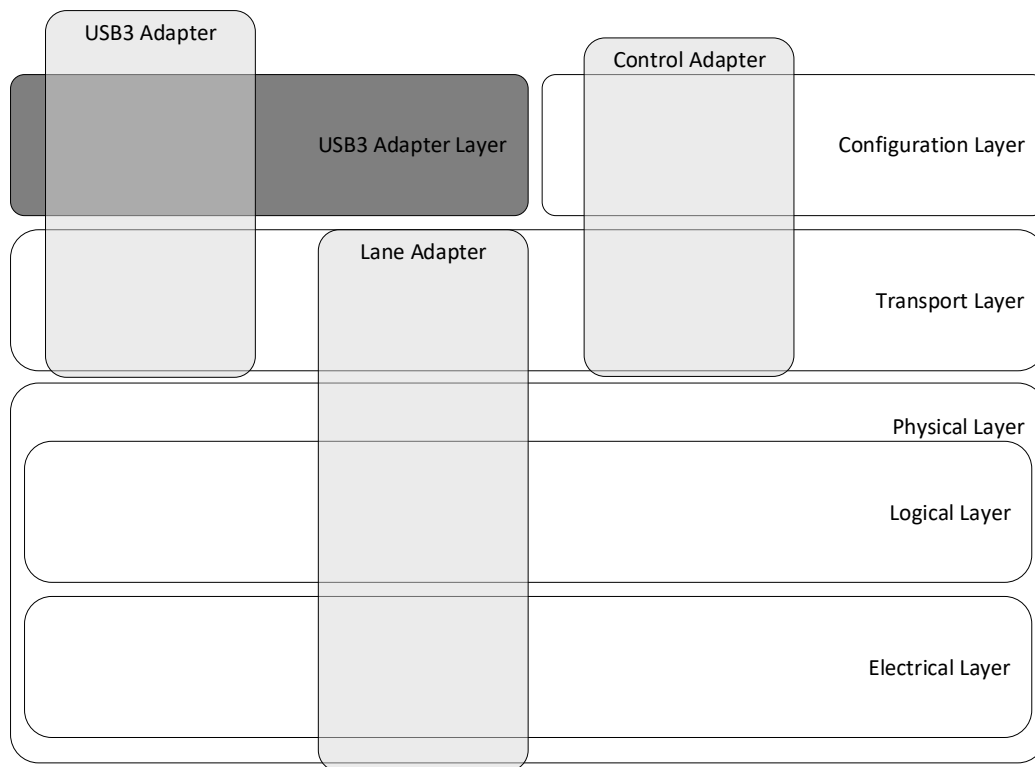 USB3 Adapter
Control Adapter
USB3 Adapter Layer
Configuration Layer
Lane Adapter
Transport Layer
Physical Layer
Logical Layer
Electrical Layer